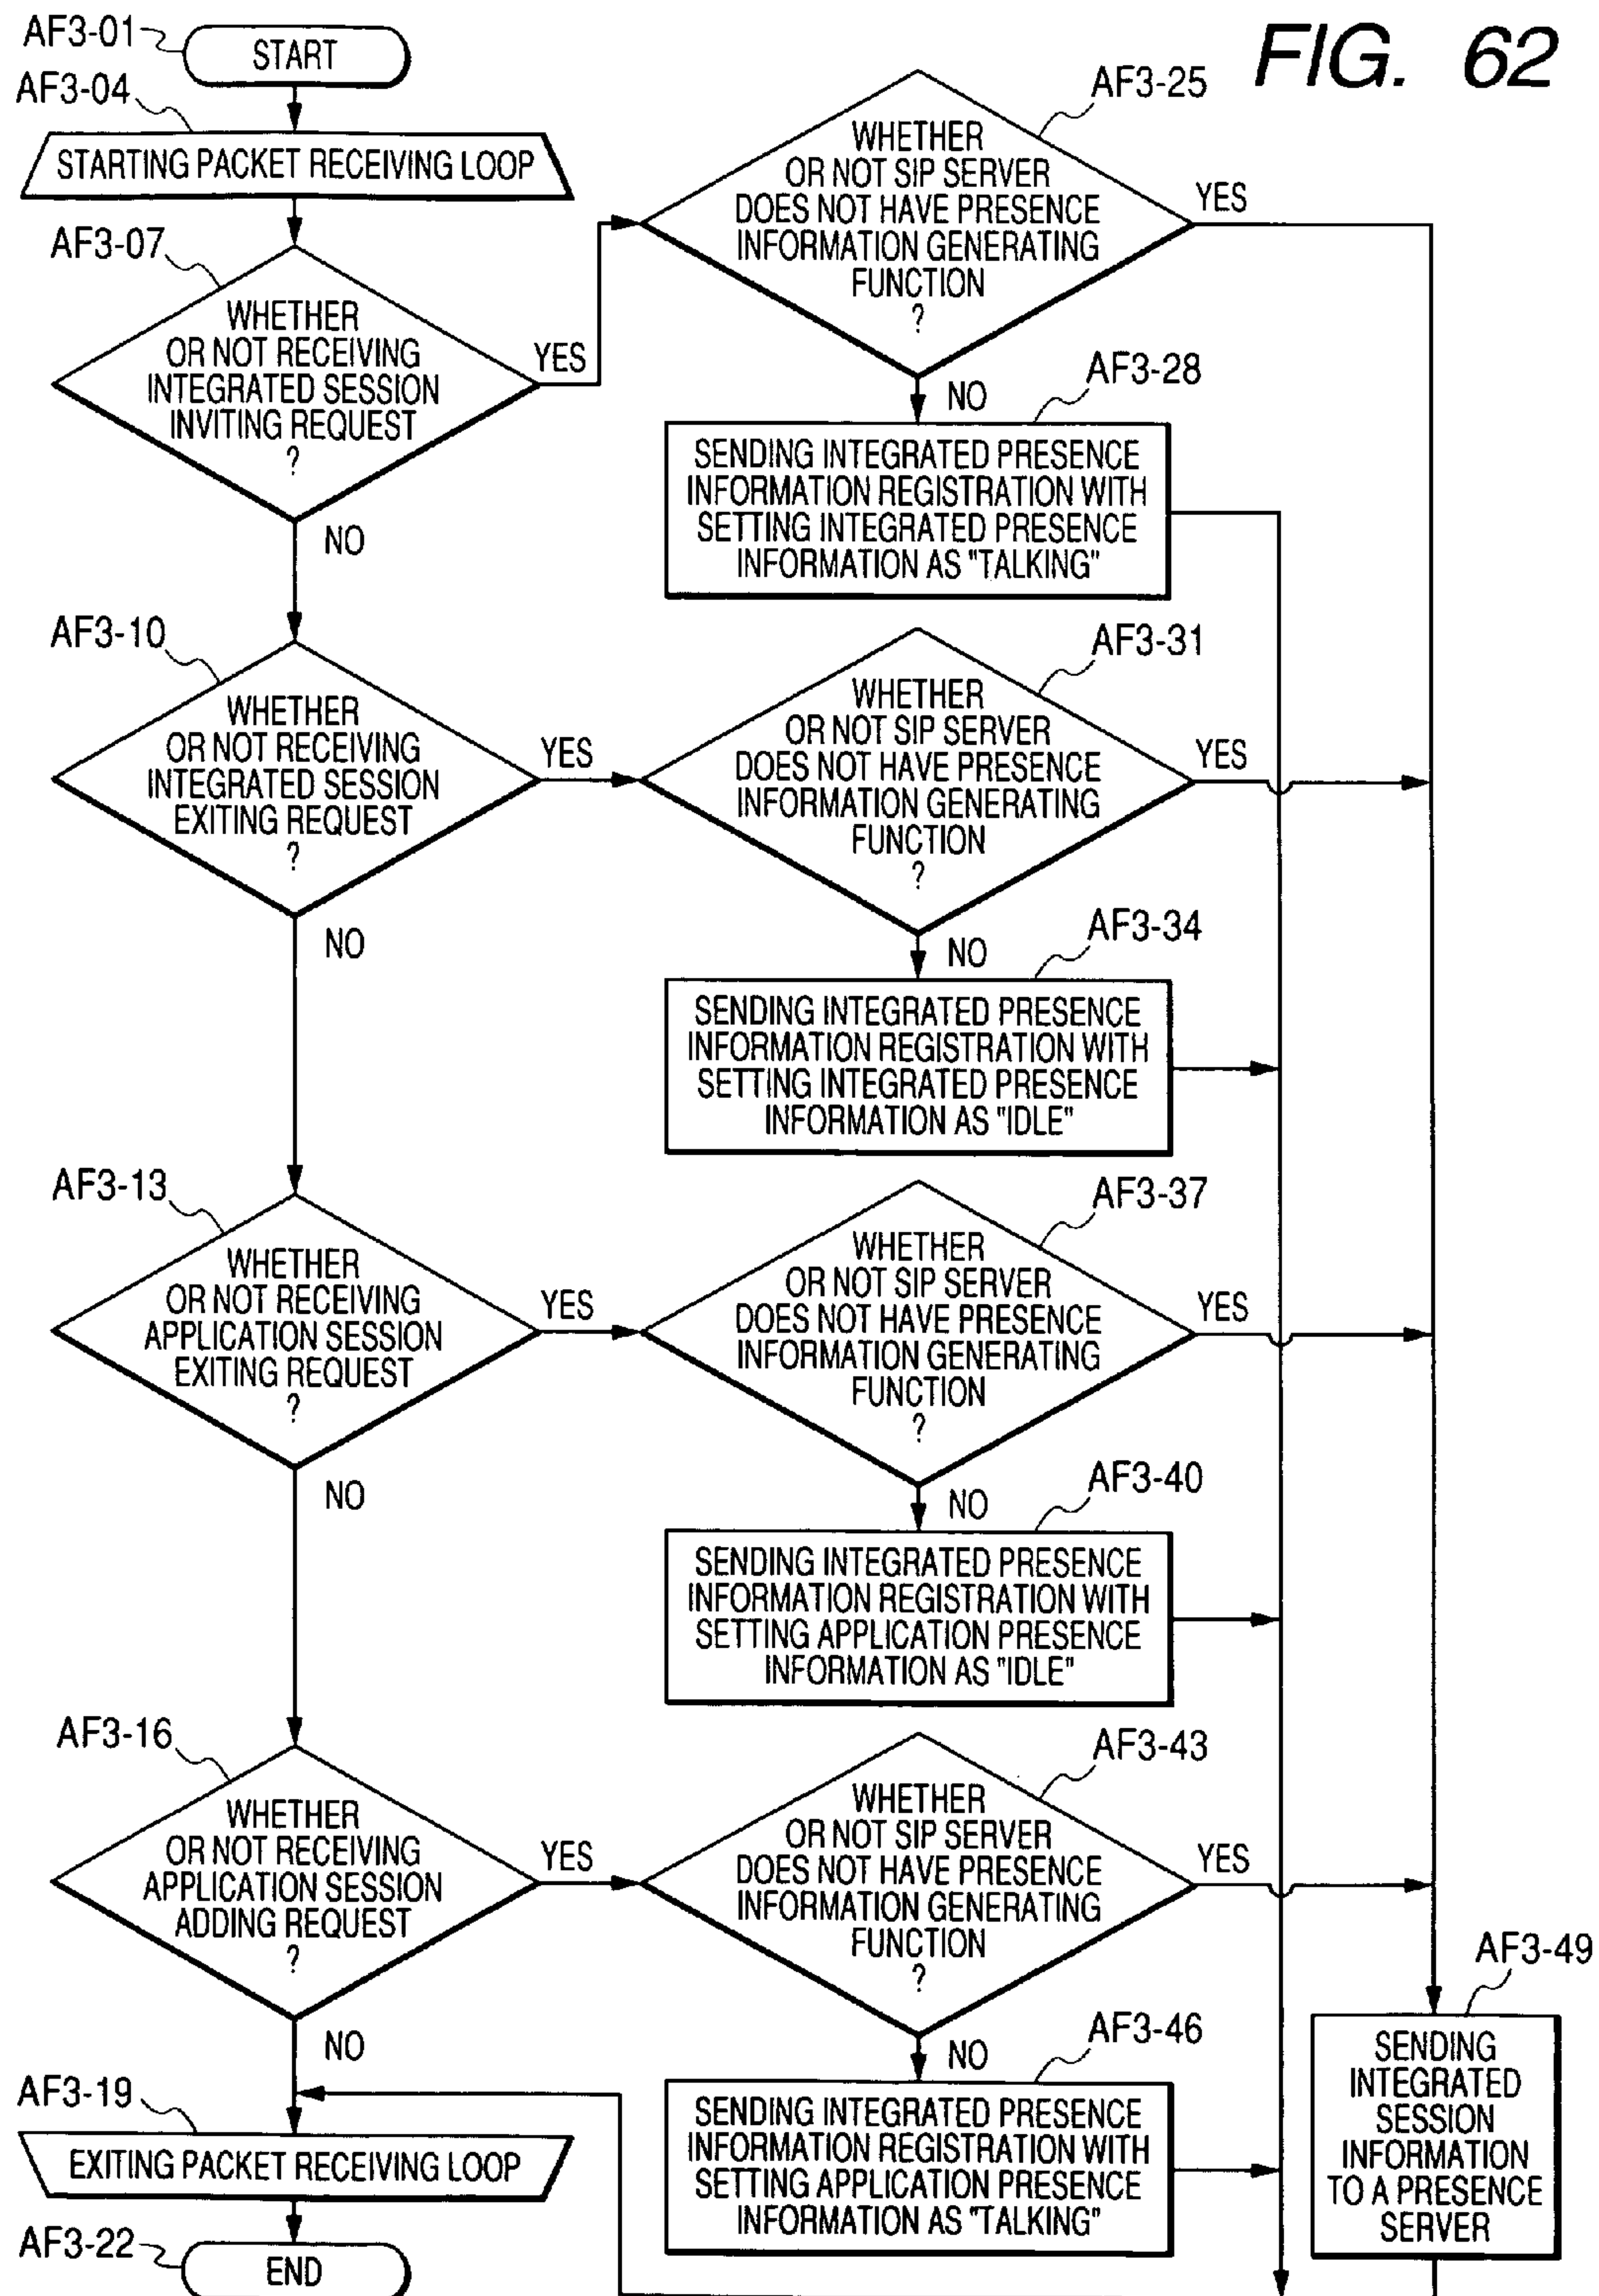 FIG. 62
AF3-01
START
AF3-04
STARTING PACKET RECEIVING LOOP
AF3-07
WHETHER
OR NOT RECEIVING
INTEGRATED SESSION
INVITING REQUEST
?
YES
NO
AF3-25
WHETHER
OR NOT SIP SERVER
DOES NOT HAVE PRESENCE
INFORMATION GENERATING
FUNCTION
?
YES
NO
AF3-28
SENDING INTEGRATED PRESENCE
INFORMATION REGISTRATION WITH
SETTING INTEGRATED PRESENCE
INFORMATION AS "TALKING"
AF3-10
WHETHER
OR NOT RECEIVING
INTEGRATED SESSION
EXITING REQUEST
?
YES
NO
AF3-31
WHETHER
OR NOT SIP SERVER
DOES NOT HAVE PRESENCE
INFORMATION GENERATING
FUNCTION
?
YES
NO
AF3-34
SENDING INTEGRATED PRESENCE
INFORMATION REGISTRATION WITH
SETTING INTEGRATED PRESENCE
INFORMATION AS "IDLE"
AF3-13
WHETHER
OR NOT RECEIVING
APPLICATION SESSION
EXITING REQUEST
?
YES
NO
AF3-37
WHETHER
OR NOT SIP SERVER
DOES NOT HAVE PRESENCE
INFORMATION GENERATING
FUNCTION
?
YES
NO
AF3-40
SENDING INTEGRATED PRESENCE
INFORMATION REGISTRATION WITH
SETTING APPLICATION PRESENCE
INFORMATION AS "IDLE"
AF3-16
WHETHER
OR NOT RECEIVING
APPLICATION SESSION
ADDING REQUEST
?
YES
NO
AF3-43
WHETHER
OR NOT SIP SERVER
DOES NOT HAVE PRESENCE
INFORMATION GENERATING
FUNCTION
?
YES
NO
AF3-46
SENDING INTEGRATED PRESENCE
INFORMATION REGISTRATION WITH
SETTING APPLICATION PRESENCE
INFORMATION AS "TALKING"
AF3-49
SENDING
INTEGRATED
SESSION
INFORMATION
TO A PRESENCE
SERVER
AF3-19
EXITING PACKET RECEIVING LOOP
AF3-22
END